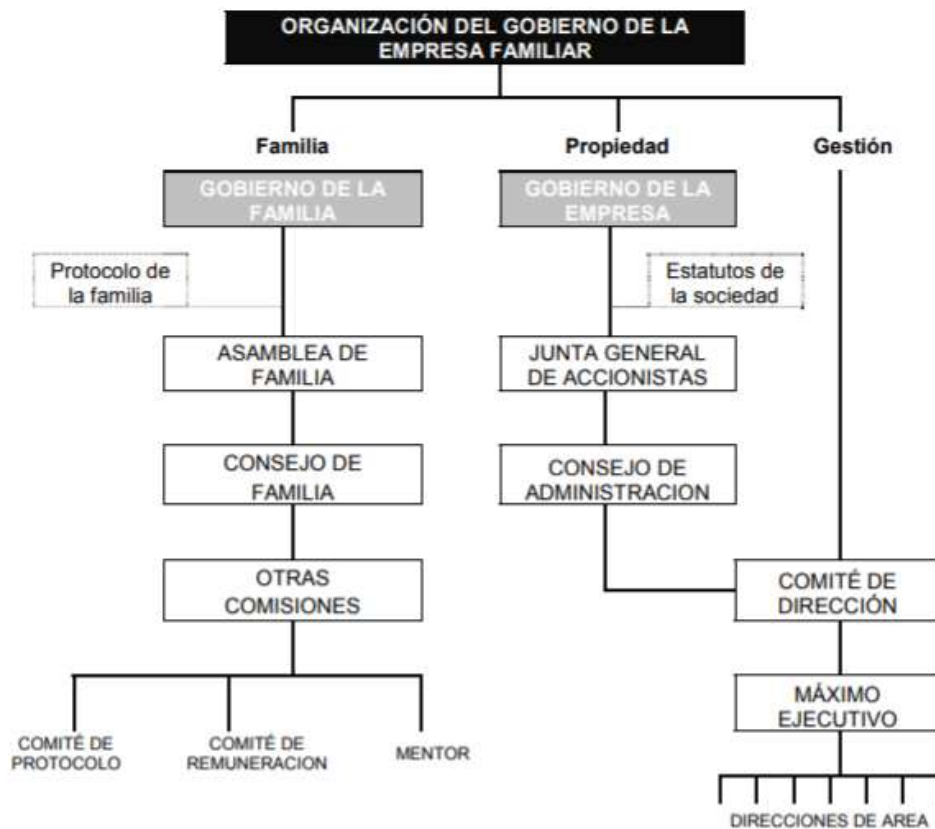 ORGANIZACIÓN DEL GOBIERNO DE LA
EMPRESA FAMILIAR
Familia
Propiedad
Gestión
GOBIERNO DE LA
FAMILIA
GOBIERNO DE LA
EMPRESA
Protocolo de
la familia
Estatutos de
la sociedad
ASAMBLEA DE
FAMILIA
JUNTA GENERAL
DE ACCIONISTAS
CONSEJO DE
FAMILIA
CONSEJO DE
ADMINISTRACION
OTRAS
COMISIONES
COMITÉ DE
DIRECCIÓN
MÁXIMO
EJECUTIVO
COMITÉ DE
PROTOCOLO
COMITÉ DE
REMUNERACION
MENTOR
DIRECCIONES DE AREA